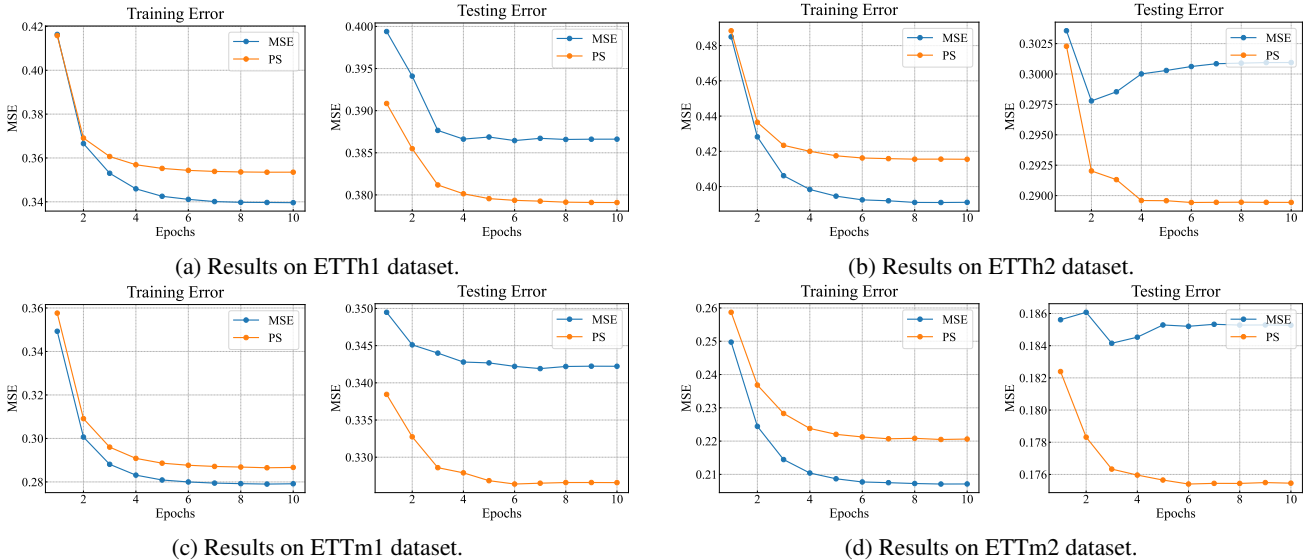 Training Error
MSE
PS
0.42
0.40
0.38
0.36
0.34
MSE
2
4
6
8
10
Epochs
Testing Error
MSE
PS
0.400
0.395
0.390
0.385
0.380
MSE
2
4
6
8
10
Epochs
(a) Results on ETTh1 dataset.
Training Error
MSE
PS
0.48
0.46
0.44
0.42
0.40
MSE
2
4
6
8
10
Epochs
Testing Error
MSE
PS
0.3025
0.3000
0.2975
0.2950
0.2925
0.2900
MSE
2
4
6
8
10
Epochs
(b) Results on ETTh2 dataset.
Training Error
MSE
PS
0.36
0.34
0.32
0.30
0.28
MSE
2
4
6
8
10
Epochs
Testing Error
MSE
PS
0.350
0.345
0.340
0.335
0.330
MSE
2
4
6
8
10
Epochs
(c) Results on ETTm1 dataset.
Training Error
MSE
PS
0.26
0.25
0.24
0.23
0.22
0.21
MSE
2
4
6
8
10
Epochs
Testing Error
MSE
PS
0.186
0.184
0.182
0.180
0.178
0.176
MSE
2
4
6
8
10
Epochs
(d) Results on ETTm2 dataset.